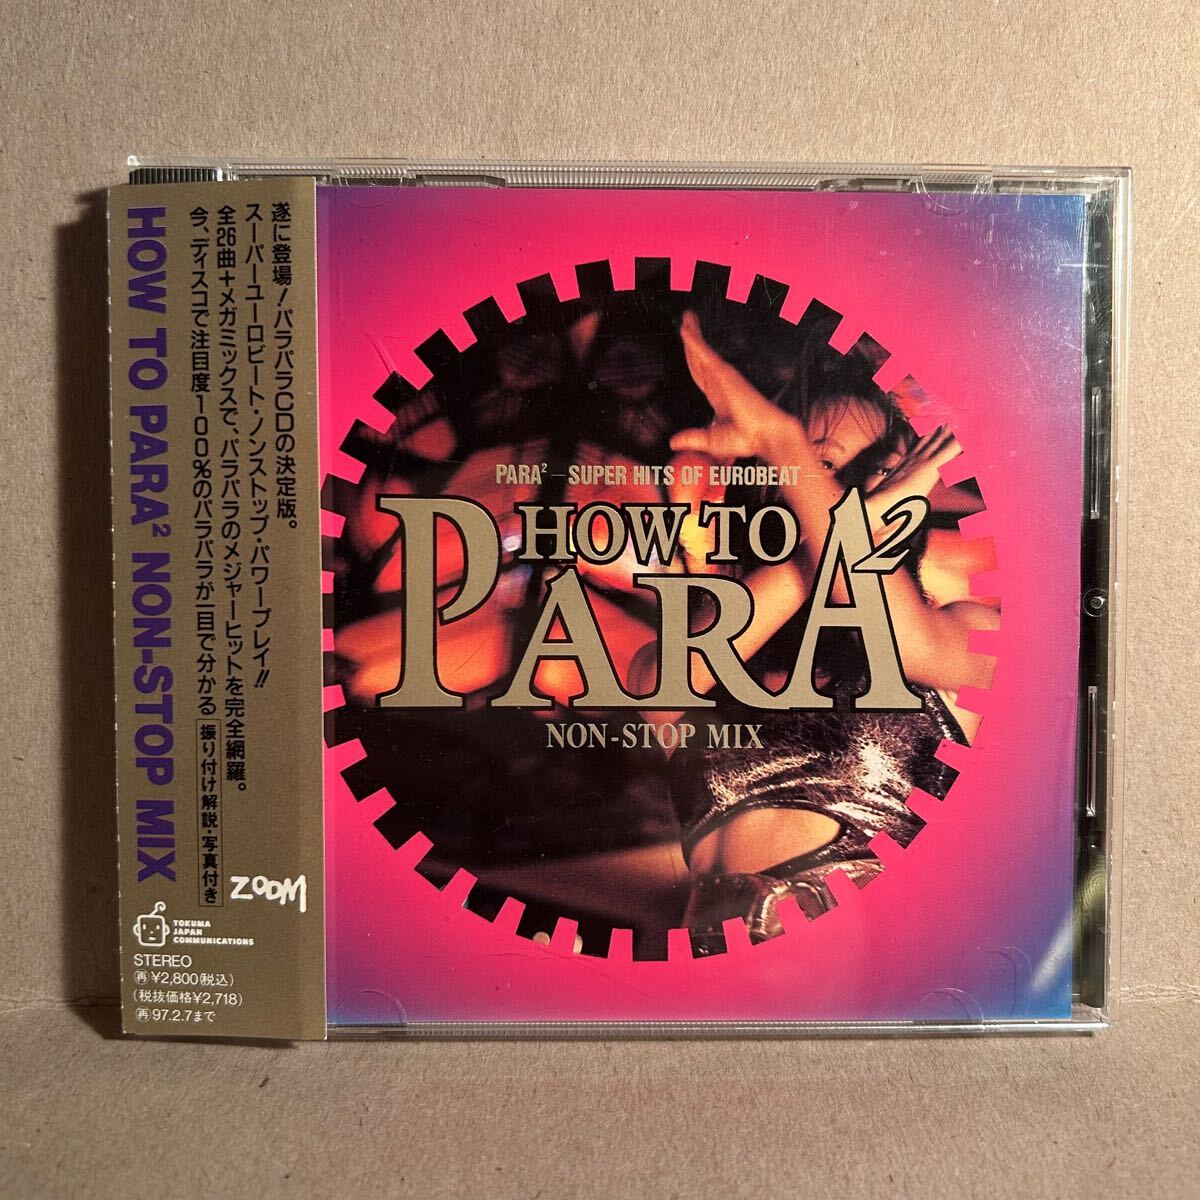 HOW TO PARA² NON-STOP MIX
遂に登場!パラパラCDの決定版。
スーパーユーロビート・ノンストップ・パワープレイ!!
全26曲+メガミックスで、パラパラのメジャーヒットを完全網羅。
今、ディスコで注目度100%のパラパラが一目で分かる 振り付け解説・写真付き
ZOOM
TOKUMA
JAPAN
COMMUNICATIONS
STEREO
再¥2,800(税込)
(税抜価格¥2,718)
再97.2.7まで
PARA²—SUPER HITS OF EUROBEAT—
HOW TO
PARA²
NON-STOP MIX